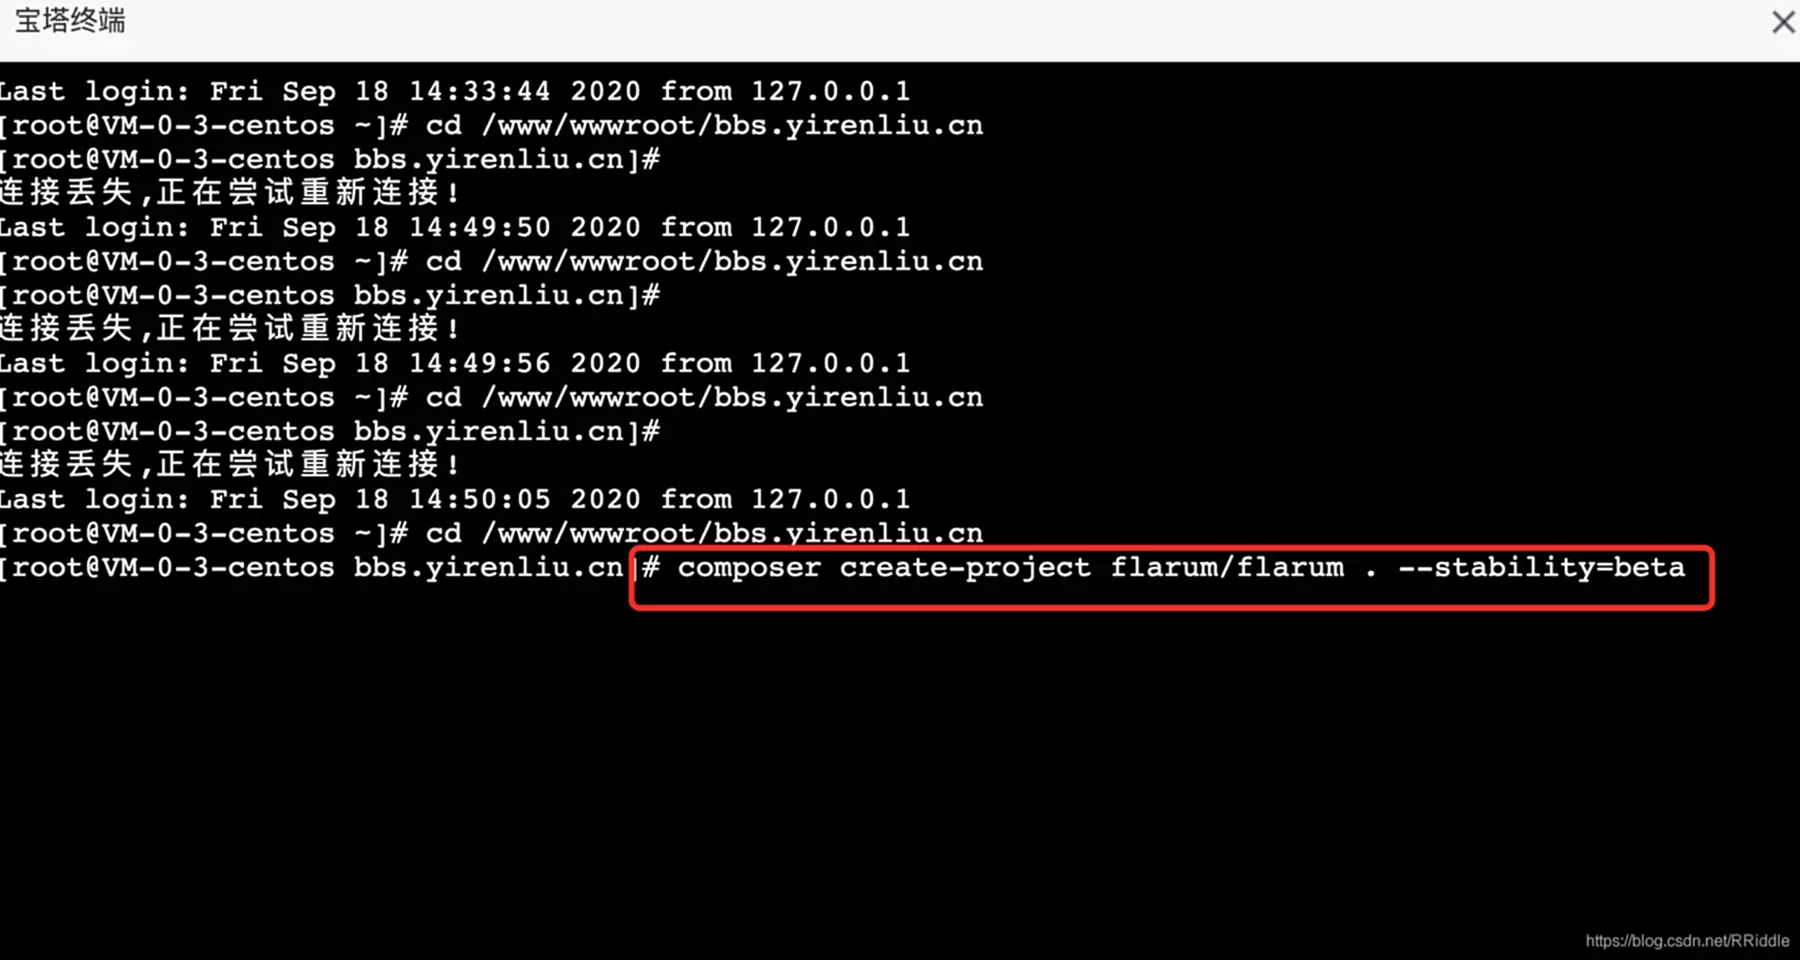 宝塔终端
Last login: Fri Sep 18 14:33:44 2020 from 127.0.0.1
[root@VM-0-3-centos ~]# cd /www/wwwroot/bbs.yirenliu.cn
[root@VM-0-3-centos bbs.yirenliu.cn]#
连接丢失,正在尝试重新连接!
Last login: Fri Sep 18 14:49:50 2020 from 127.0.0.1
[root@VM-0-3-centos ~]# cd /www/wwwroot/bbs.yirenliu.cn
[root@VM-0-3-centos bbs.yirenliu.cn]#
连接丢失,正在尝试重新连接!
Last login: Fri Sep 18 14:49:56 2020 from 127.0.0.1
[root@VM-0-3-centos ~]# cd /www/wwwroot/bbs.yirenliu.cn
[root@VM-0-3-centos bbs.yirenliu.cn]#
连接丢失,正在尝试重新连接!
Last login: Fri Sep 18 14:50:05 2020 from 127.0.0.1
[root@VM-0-3-centos ~]# cd /www/wwwroot/bbs.yirenliu.cn
[root@VM-0-3-centos bbs.yirenliu.cn]# composer create-project flarum/flarum . --stability=beta
https://blog.csdn.net/RRiddle